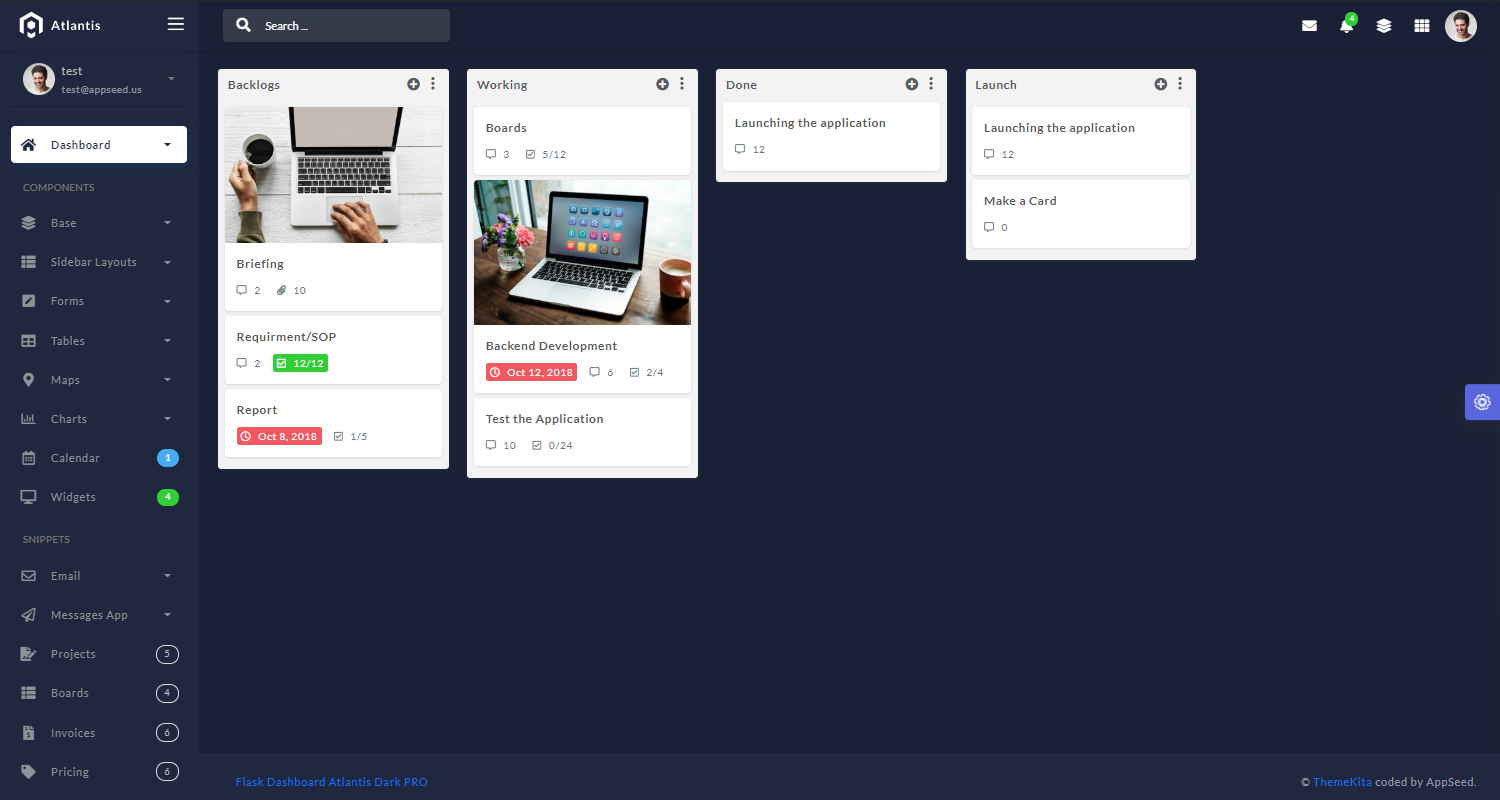 Atlantis
Search ...
4
test
test@appseed.us
Dashboard
COMPONENTS
Base
Sidebar Layouts
Forms
Tables
Maps
Charts
Calendar 1
Widgets 4
SNIPPETS
Email
Messages App
Projects 5
Boards 4
Invoices 6
Pricing 6
Backlogs
Briefing
2 10
Requirment/SOP
2 12/12
Report
Oct 8, 2018 1/5
Working
Boards
3 5/12
Backend Development
Oct 12, 2018 6 2/4
Test the Application
10 0/24
Done
Launching the application
12
Launch
Launching the application
12
Make a Card
0
Flask Dashboard Atlantis Dark PRO
© ThemeKita coded by AppSeed.